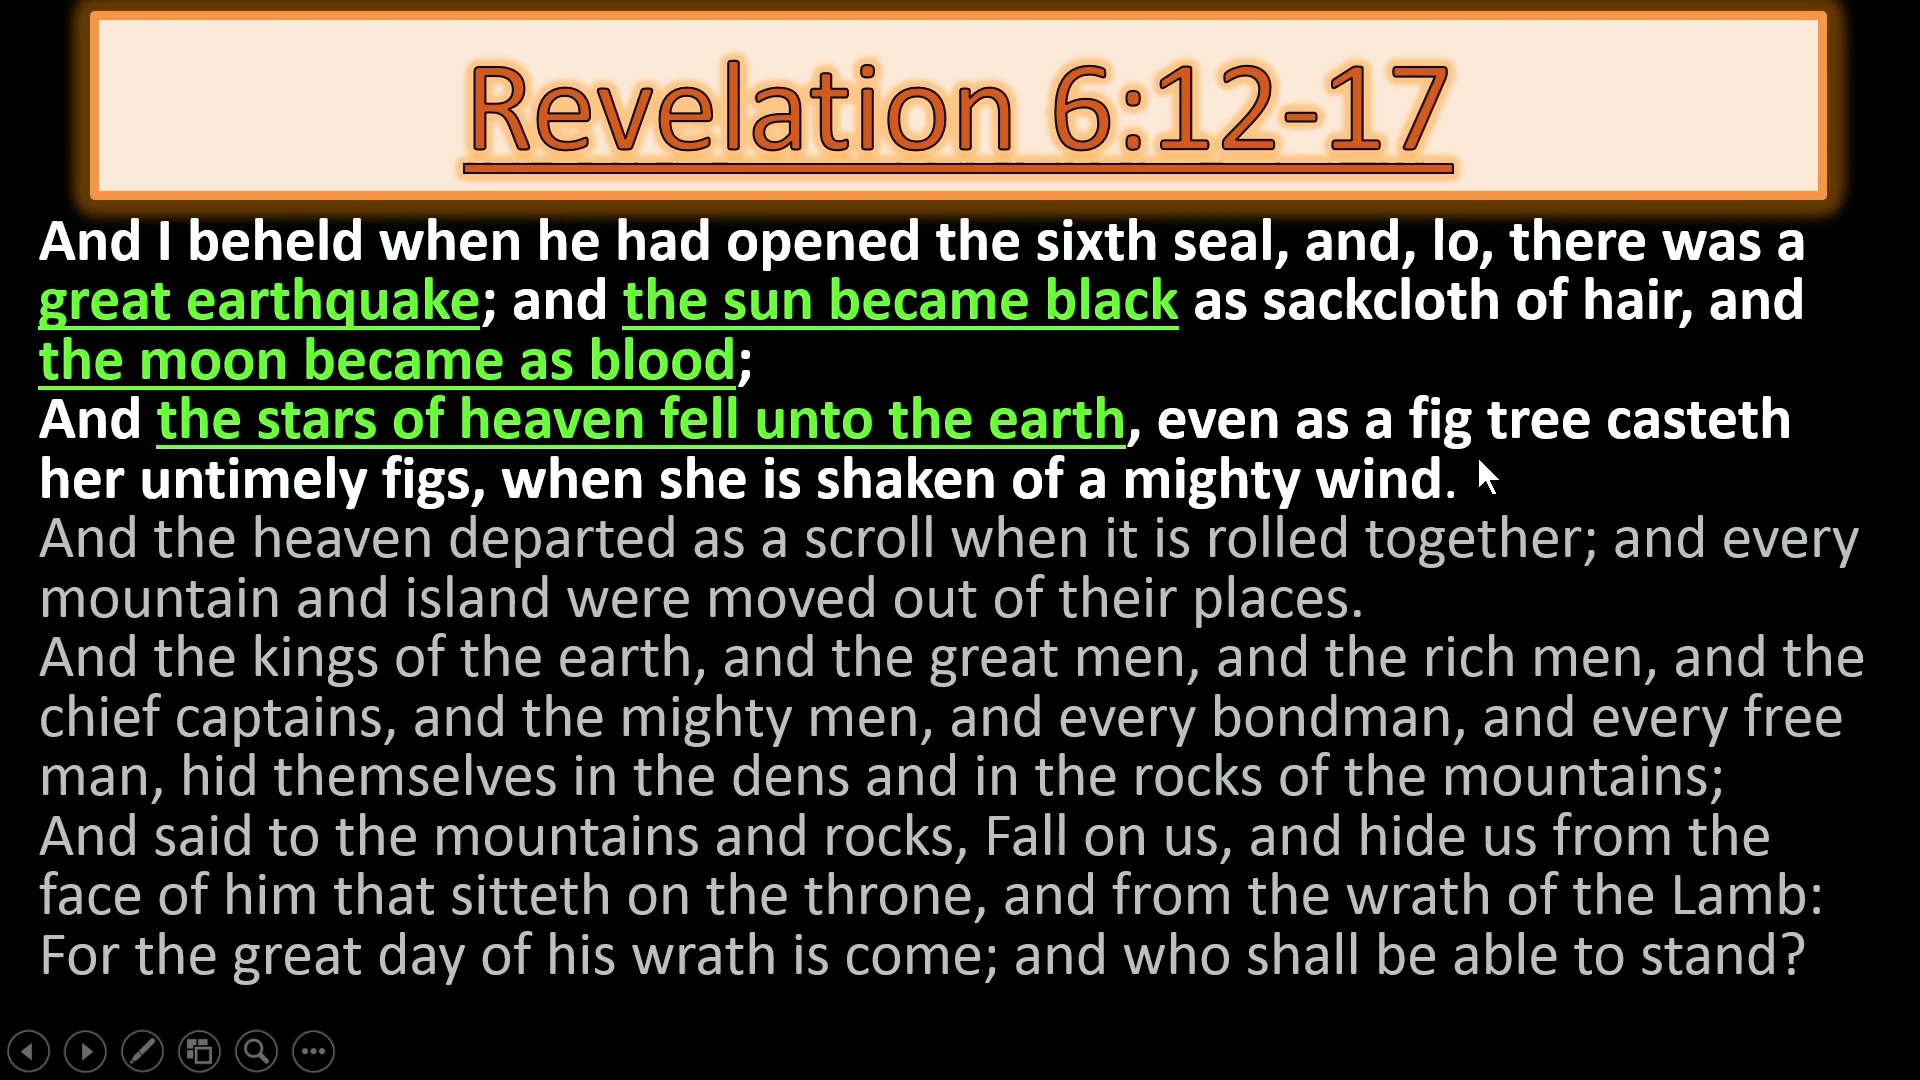 Revelation 6:12-17
And I beheld when he had opened the sixth seal, and, lo, there was a
great earthquake; and the sun became black as sackcloth of hair, and
the moon became as blood;
And the stars of heaven fell unto the earth, even as a fig tree casteth
her untimely figs, when she is shaken of a mighty wind.
And the heaven departed as a scroll when it is rolled together; and every
mountain and island were moved out of their places.
And the kings of the earth, and the great men, and the rich men, and the
chief captains, and the mighty men, and every bondman, and every free
man, hid themselves in the dens and in the rocks of the mountains;
And said to the mountains and rocks, Fall on us, and hide us from the
face of him that sitteth on the throne, and from the wrath of the Lamb:
For the great day of his wrath is come; and who shall be able to stand?